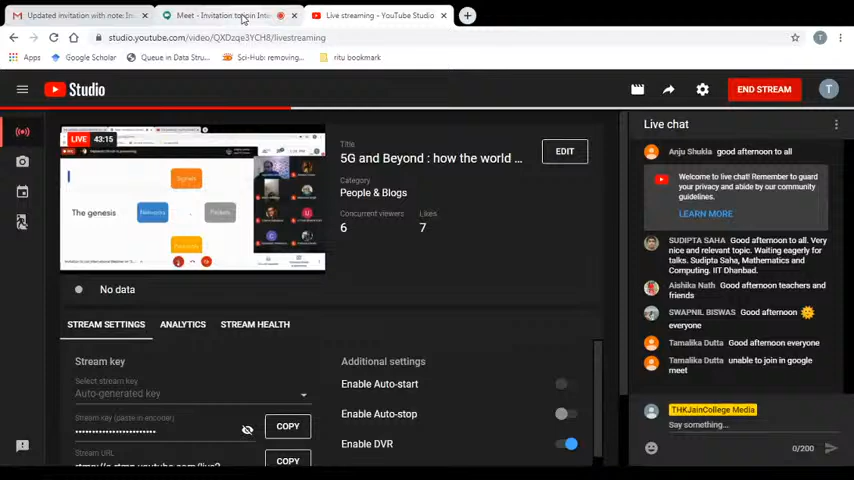 Updated invitation with note: In
Meet - Invitation to join Inte
Live streaming - YouTube Studio
studio.youtube.com/video/QXDzqe3YCH8/livestreaming
T
Apps
Google Scholar
Queue in Data Stru...
Sci-Hub: removing...
ritu bookmark
Studio
END STREAM
T
LIVE 43:15
Signals
The genesis
Networks
Packets
No data
Title
5G and Beyond : how the world ...
EDIT
Category
People & Blogs
Concurrent viewers
Likes
6
7
STREAM SETTINGS
ANALYTICS
STREAM HEALTH
Stream key
Select stream key
Auto-generated key
Stream key (paste in encoder)
COPY
Stream URL
COPY
Additional settings
Enable Auto-start
Enable Auto-stop
Enable DVR
Live chat
Anju Shukla good afternoon to all
Welcome to live chat! Remember to guard
your privacy and abide by our community
guidelines.
LEARN MORE
SUDIPTA SAHA Good afternoon to all. Very
nice and relevant topic. Waiting eagerly for
talks. Sudipta Saha, Mathematics and
Computing. IIT Dhanbad.
Aishika Nath Good afternoon teachers and
friends
SWAPNIL BISWAS Good afternoon
everyone
Tamalika Dutta Good afternoon everyone
Tamalika Dutta unable to join in google
meet
THKJainCollege Media
Say something...
0/200